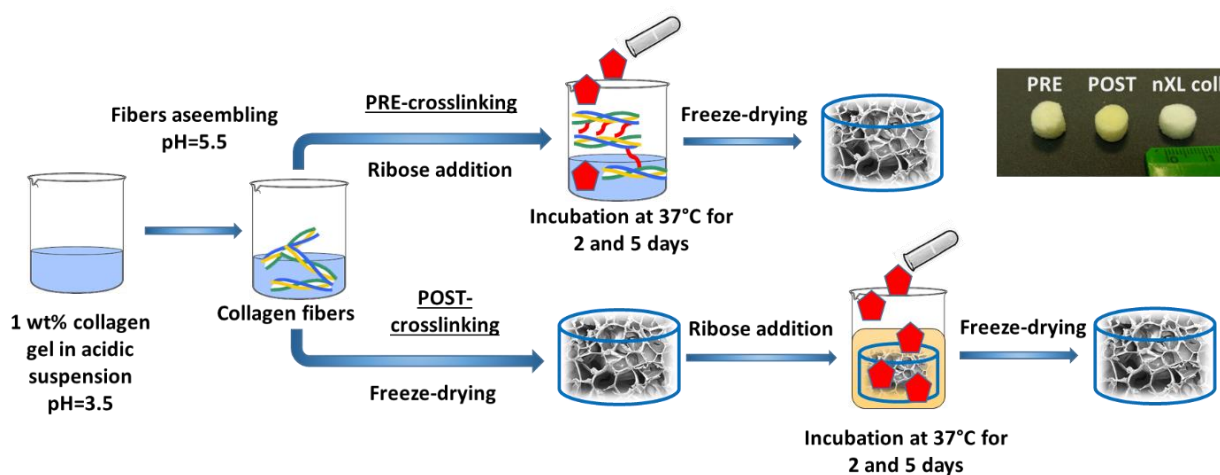 1 wt% collagen
gel in acidic
suspension
pH=3.5
Fibers aseembling
pH=5.5
Collagen fibers
PRE-crosslinking
Ribose addition
Incubation at 37°C for
2 and 5 days
Freeze-drying
POST-
crosslinking
Freeze-drying
Ribose addition
Incubation at 37°C for
2 and 5 days
Freeze-drying
PRE POST nXL coll
0 1